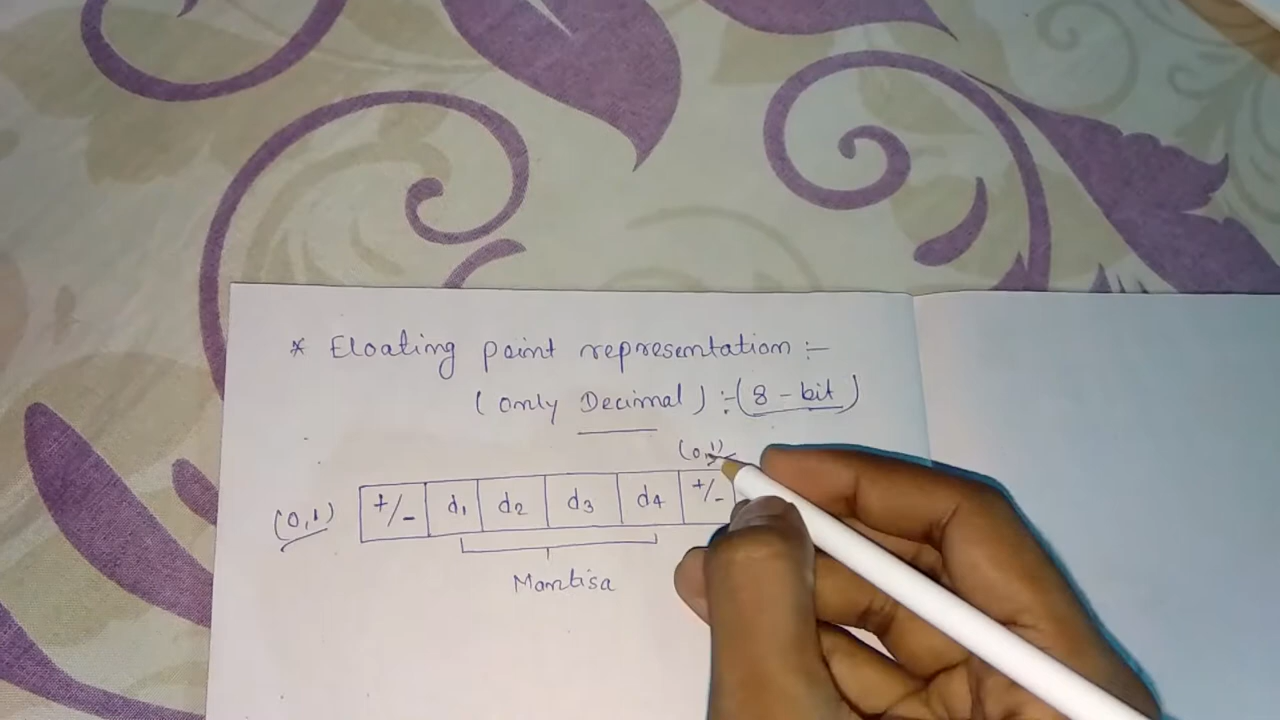 * Floating point representation :-
(only Decimal) :- (8 - bit)
(0,1)
(0,1) +/- d1 d2 d3 d4 +/-
Mantisa